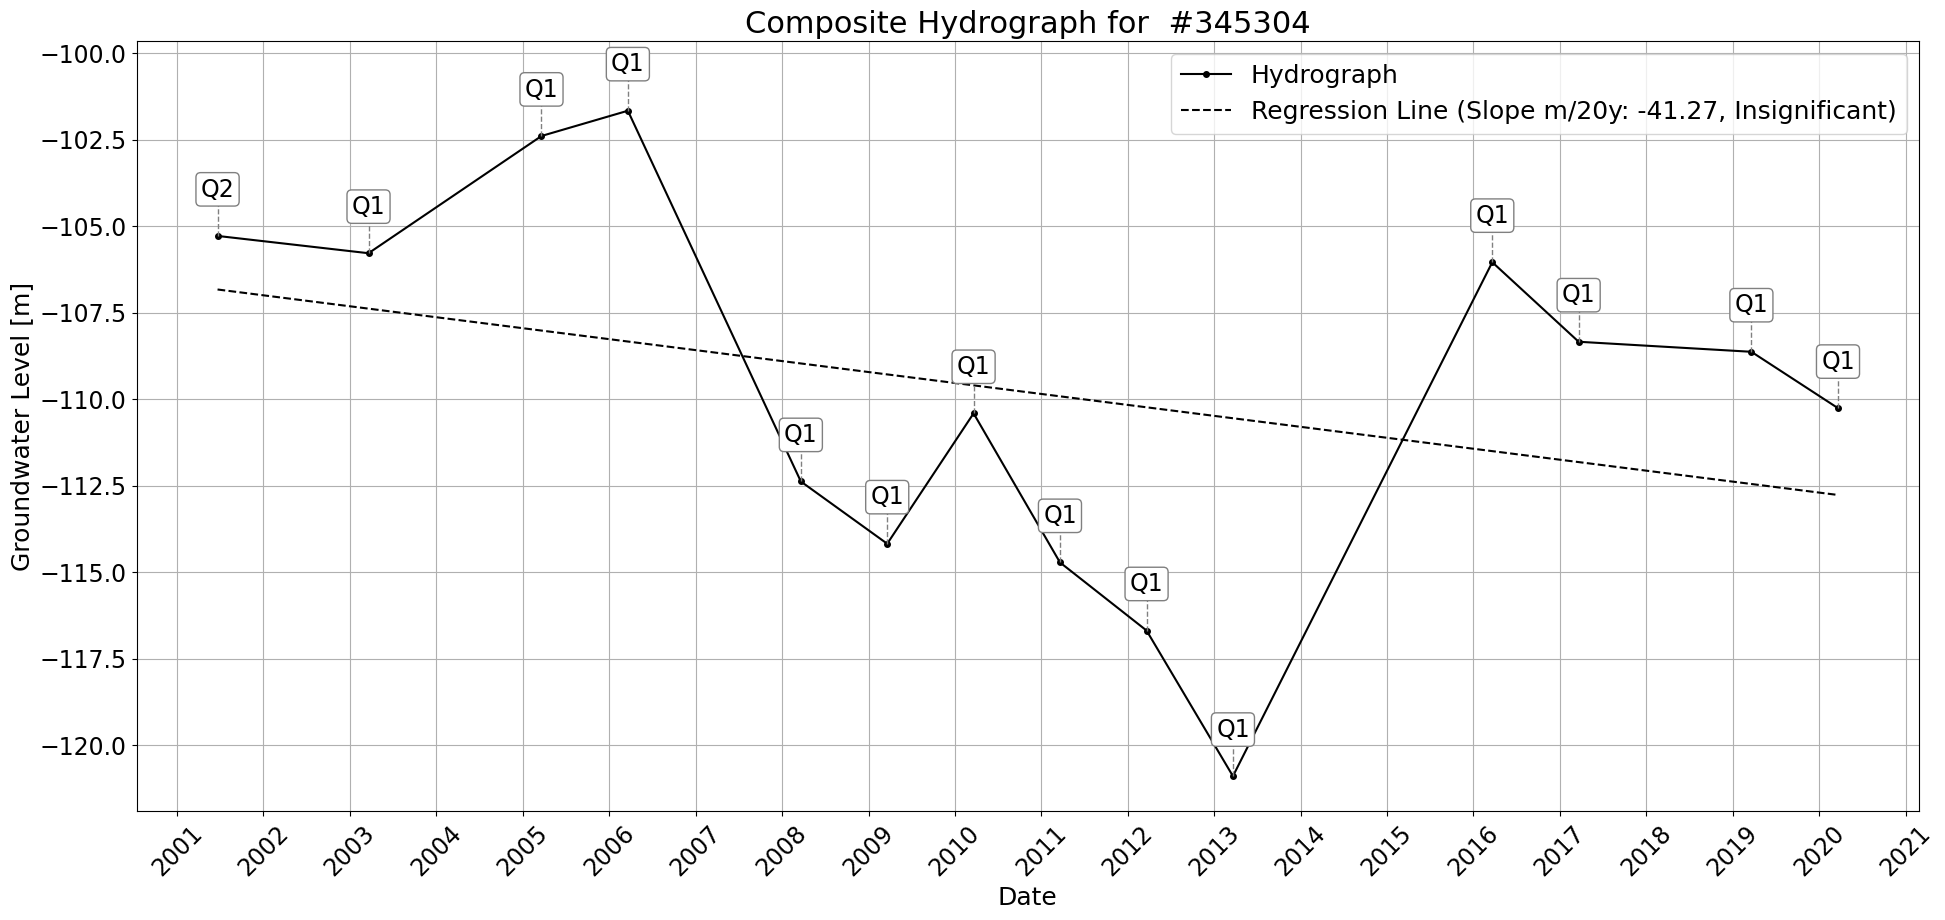 Composite Hydrograph for  #345304
Hydrograph
Regression Line (Slope m/20y: -41.27, Insignificant)
Groundwater Level [m]
−100.0
−102.5
−105.0
−107.5
−110.0
−112.5
−115.0
−117.5
−120.0
Q2
Q1
Q1
Q1
Q1
Q1
Q1
Q1
Q1
Q1
Q1
Q1
Q1
Q1
2001
2002
2003
2004
2005
2006
2007
2008
2009
2010
2011
2012
2013
2014
2015
2016
2017
2018
2019
2020
2021
Date